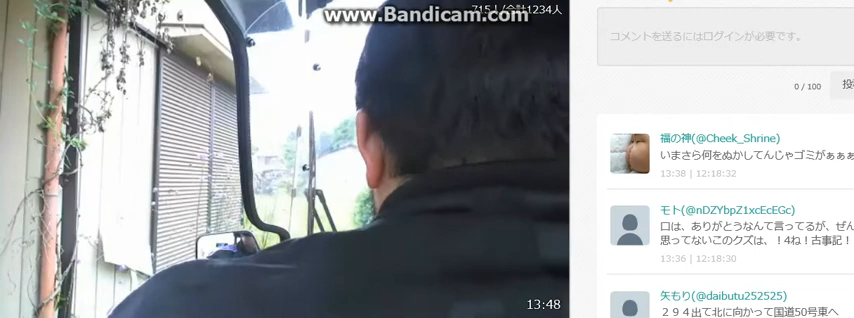 www.Bandicam.com
715人/合計1234人
コメントを送るにはログインが必要です。
0 / 100
投
福の神(@Cheek_Shrine)
いまさら何をぬかしてんじゃゴミがぁぁぁ
13:38 | 12:18:32
モト(@nDZYbpZ1xcEcEGc)
口は、ありがとうなんて言ってるが、ぜん
思ってないこのクズは、！4ね！古事記！
13:36 | 12:18:30
矢もり(@daibutu252525)
２９４出て北に向かって国道50号東へ
13:48